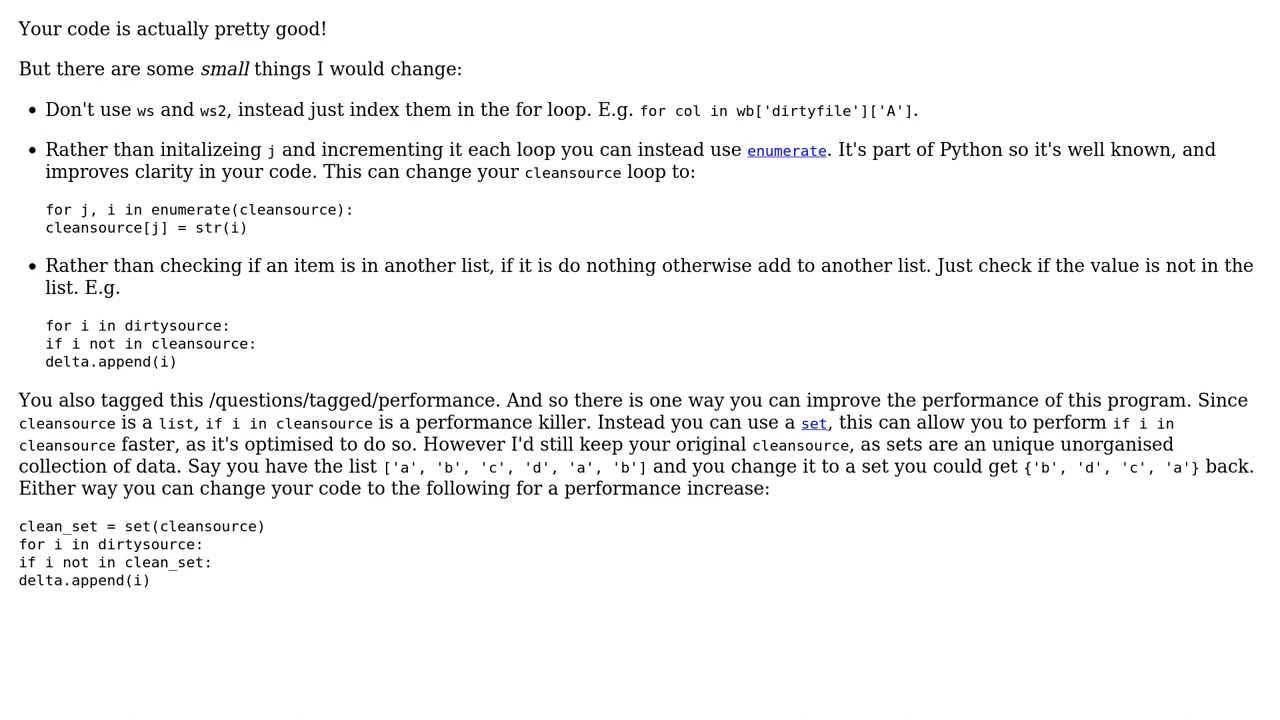 Your code is actually pretty good!
But there are some small things I would change:
Don't use ws and ws2, instead just index them in the for loop. E.g. for col in wb['dirtyfile']['A'].
Rather than initalizeing j and incrementing it each loop you can instead use enumerate. It's part of Python so it's well known, and
improves clarity in your code. This can change your cleansource loop to:
for j, i in enumerate(cleansource):
cleansource[j] = str(i)
Rather than checking if an item is in another list, if it is do nothing otherwise add to another list. Just check if the value is not in the
list. E.g.
for i in dirtysource:
if i not in cleansource:
delta.append(i)
You also tagged this /questions/tagged/performance. And so there is one way you can improve the performance of this program. Since
cleansource is a list, if i in cleansource is a performance killer. Instead you can use a set, this can allow you to perform if i in
cleansource faster, as it's optimised to do so. However I'd still keep your original cleansource, as sets are an unique unorganised
collection of data. Say you have the list ['a', 'b', 'c', 'd', 'a', 'b'] and you change it to a set you could get {'b', 'd', 'c', 'a'} back.
Either way you can change your code to the following for a performance increase:
clean_set = set(cleansource)
for i in dirtysource:
if i not in clean_set:
delta.append(i)